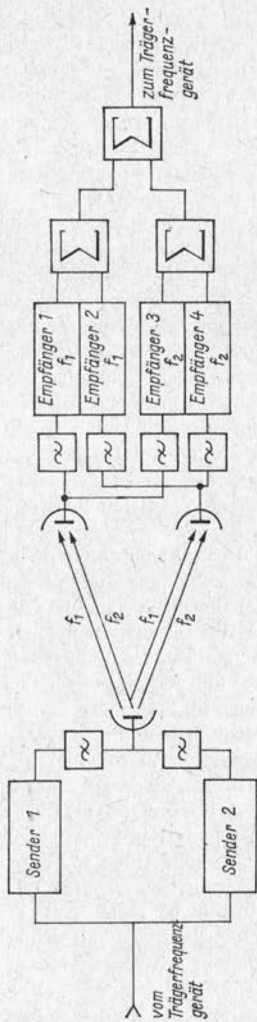 vom
Trägerfrequenz-
gerät
Sender 1
Sender 2
f₁
f₂
f₁
f₂
Empfänger 1
f₁
Empfänger 2
f₁
Empfänger 3
f₂
Empfänger 4
f₂
∑
∑
∑
zum Träger-
frequenz-
gerät